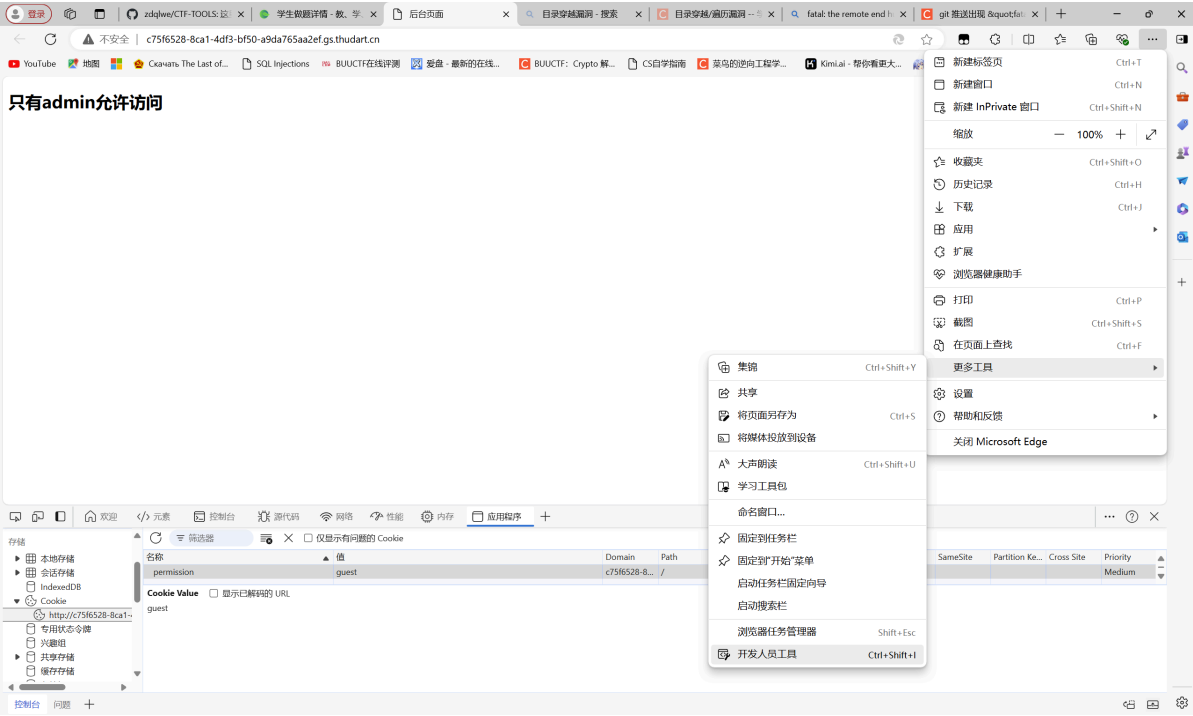 登录
zdqlwe/CTF-TOOLS: 这
学生做题详情 - 教、学、
后台页面
目录穿越漏洞 - 搜索
目录穿越/遍历漏洞 --
fatal: the remote end h
git 推送出现 &quot;fat
不安全
c75f6528-8ca1-4df3-bf50-a9da765aa2ef.gs.thudart.cn
YouTube
地图
Скачать The Last of...
SQL Injections
BUUCTF在线评测
爱盘 - 最新的在线...
BUUCTF：Crypto 解...
CS自学指南
菜鸟的逆向工程学...
Kimi.ai - 帮你看更大...
只有admin允许访问
新建标签页 Ctrl+T
新建窗口 Ctrl+N
新建 InPrivate 窗口 Ctrl+Shift+N
缩放 — 100% +
收藏夹 Ctrl+Shift+O
历史记录 Ctrl+H
下载 Ctrl+J
应用
扩展
浏览器健康助手
打印 Ctrl+P
截图 Ctrl+Shift+S
在页面上查找 Ctrl+F
更多工具
设置
帮助和反馈
关闭 Microsoft Edge
集锦 Ctrl+Shift+Y
共享
将页面另存为 Ctrl+S
将媒体投放到设备
大声朗读 Ctrl+Shift+U
学习工具包
命名窗口...
固定到任务栏
固定到"开始"菜单
启动任务栏固定向导
启动搜索栏
浏览器任务管理器 Shift+Esc
开发人员工具 Ctrl+Shift+I
欢迎 元素 控制台 源代码 网络 性能 内存 应用程序
存储
本地存储
会话存储
IndexedDB
Cookie
http://c75f6528-8ca1-
专用状态令牌
兴趣组
共享存储
缓存存储
筛选器
仅显示有问题的 Cookie
名称 值 Domain Path SameSite Partition Ke... Cross Site Priority
permission guest c75f6528-8... / Medium
Cookie Value 显示已解码的 URL
guest
控制台 问题